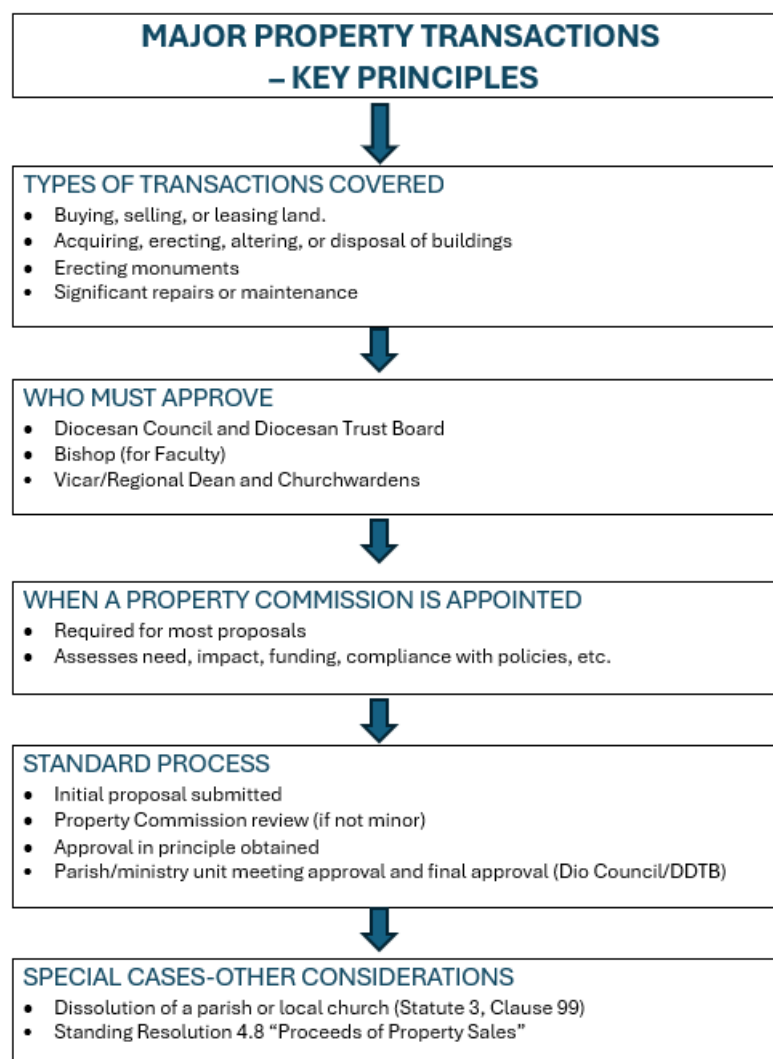 MAJOR PROPERTY TRANSACTIONS
– KEY PRINCIPLES
TYPES OF TRANSACTIONS COVERED
● Buying, selling, or leasing land.
● Acquiring, erecting, altering, or disposal of buildings
● Erecting monuments
● Significant repairs or maintenance
WHO MUST APPROVE
● Diocesan Council and Diocesan Trust Board
● Bishop (for Faculty)
● Vicar/Regional Dean and Churchwardens
WHEN A PROPERTY COMMISSION IS APPOINTED
● Required for most proposals
● Assesses need, impact, funding, compliance with policies, etc.
STANDARD PROCESS
● Initial proposal submitted
● Property Commission review (if not minor)
● Approval in principle obtained
● Parish/ministry unit meeting approval and final approval (Dio Council/DDTB)
SPECIAL CASES-OTHER CONSIDERATIONS
● Dissolution of a parish or local church (Statute 3, Clause 99)
● Standing Resolution 4.8 “Proceeds of Property Sales”